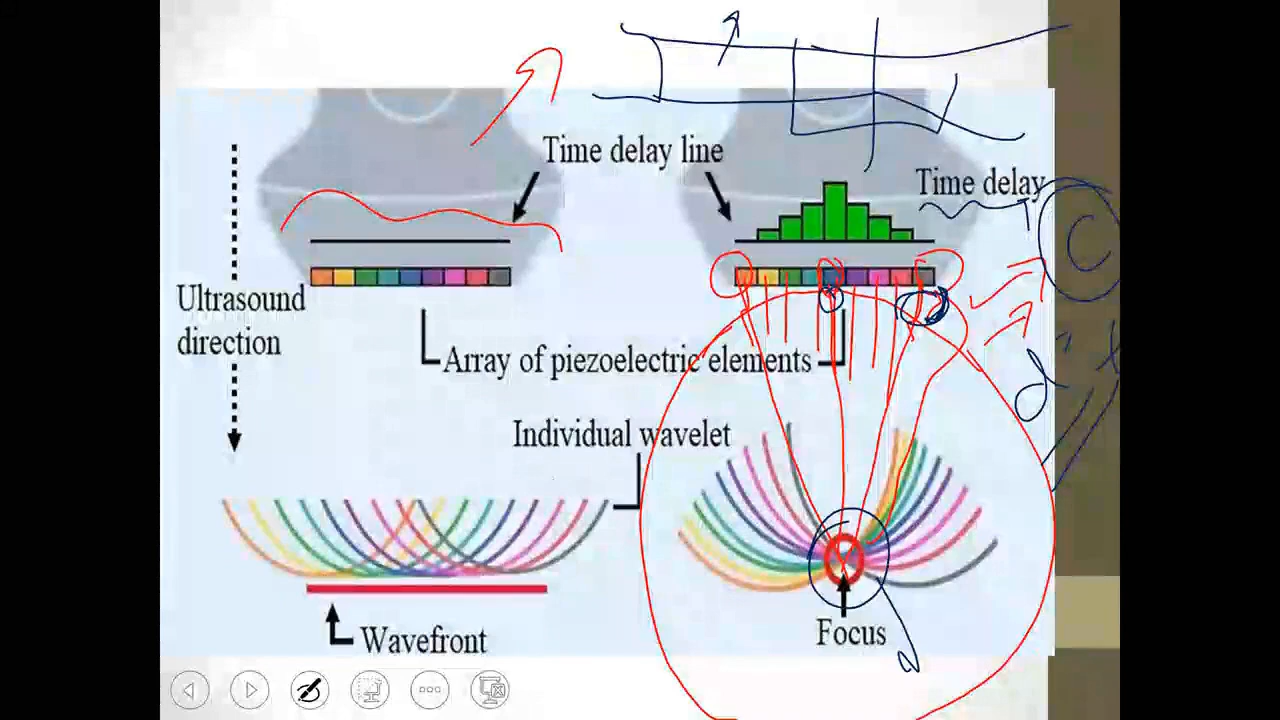 Time delay line
Time delay
Ultrasound
direction
Array of piezoelectric elements
Individual wavelet
Wavefront
Focus
C
d